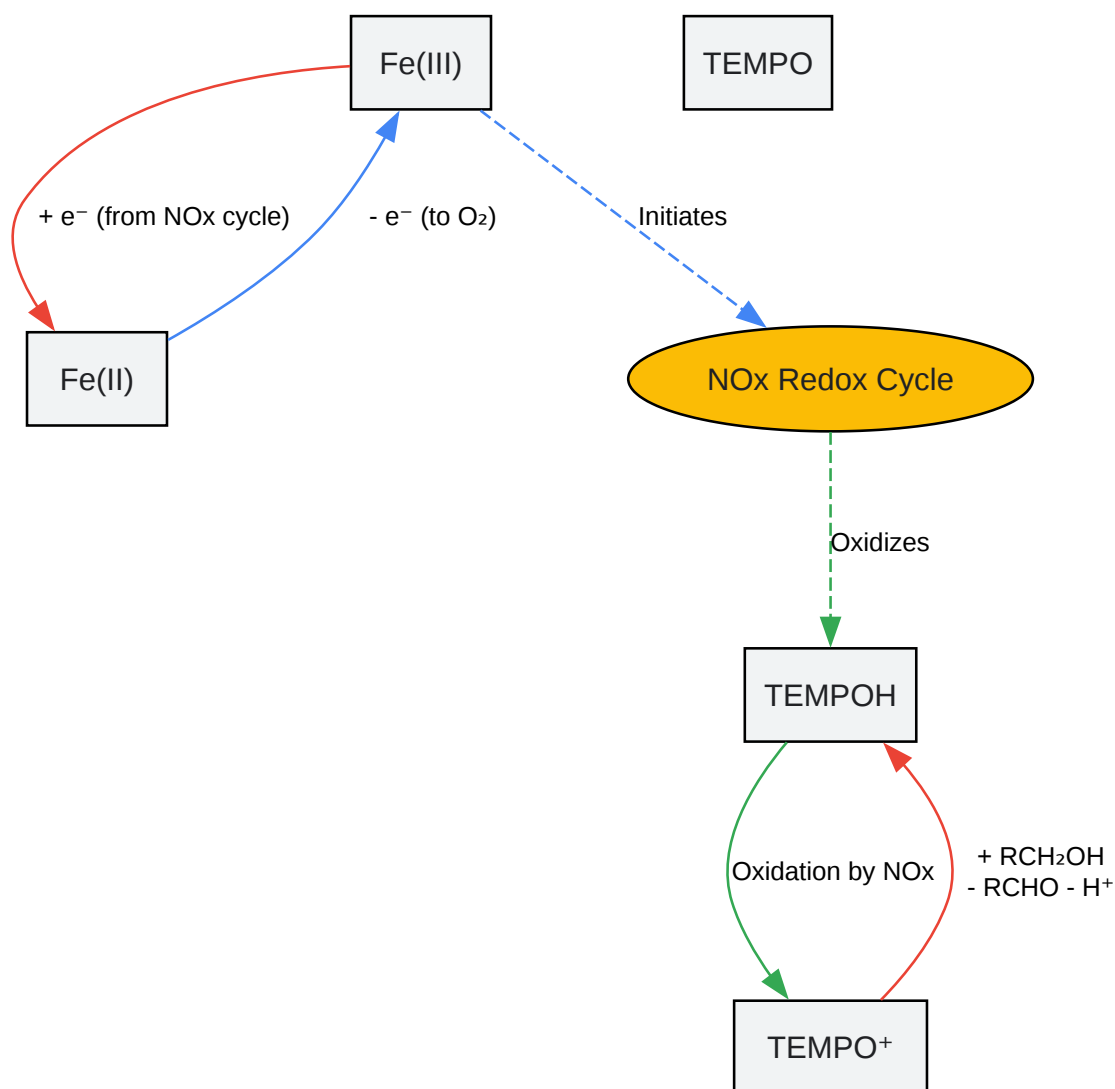 Fe(III)
TEMPO
+ e⁻ (from NOx cycle)
- e⁻ (to O₂)
Initiates
Fe(II)
NOx Redox Cycle
Oxidizes
TEMPOH
Oxidation by NOx
+ RCH₂OH
- RCHO - H⁺
TEMPO⁺